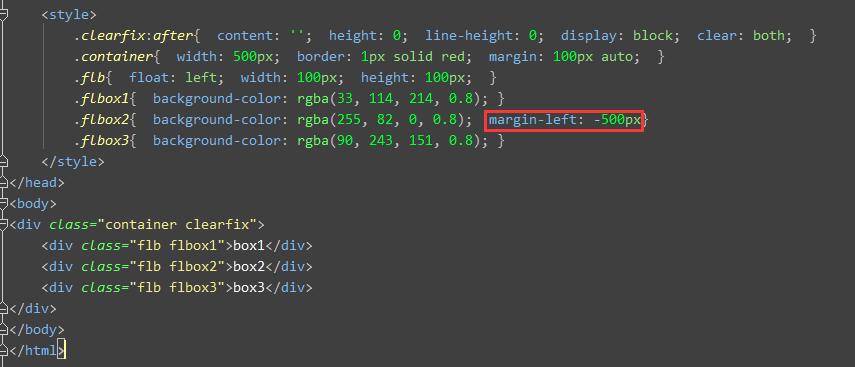 <style>
.clearfix:after{ content: ''; height: 0; line-height: 0; display: block; clear: both; }
.container{ width: 500px; border: 1px solid red; margin: 100px auto; }
.flb{ float: left; width: 100px; height: 100px; }
.flbox1{ background-color: rgba(33, 114, 214, 0.8); }
.flbox2{ background-color: rgba(255, 82, 0, 0.8); margin-left: -500px}
.flbox3{ background-color: rgba(90, 243, 151, 0.8); }
</style>
</head>
<body>
<div class="container clearfix">
<div class="flb flbox1">box1</div>
<div class="flb flbox2">box2</div>
<div class="flb flbox3">box3</div>
</div>
</body>
</html>